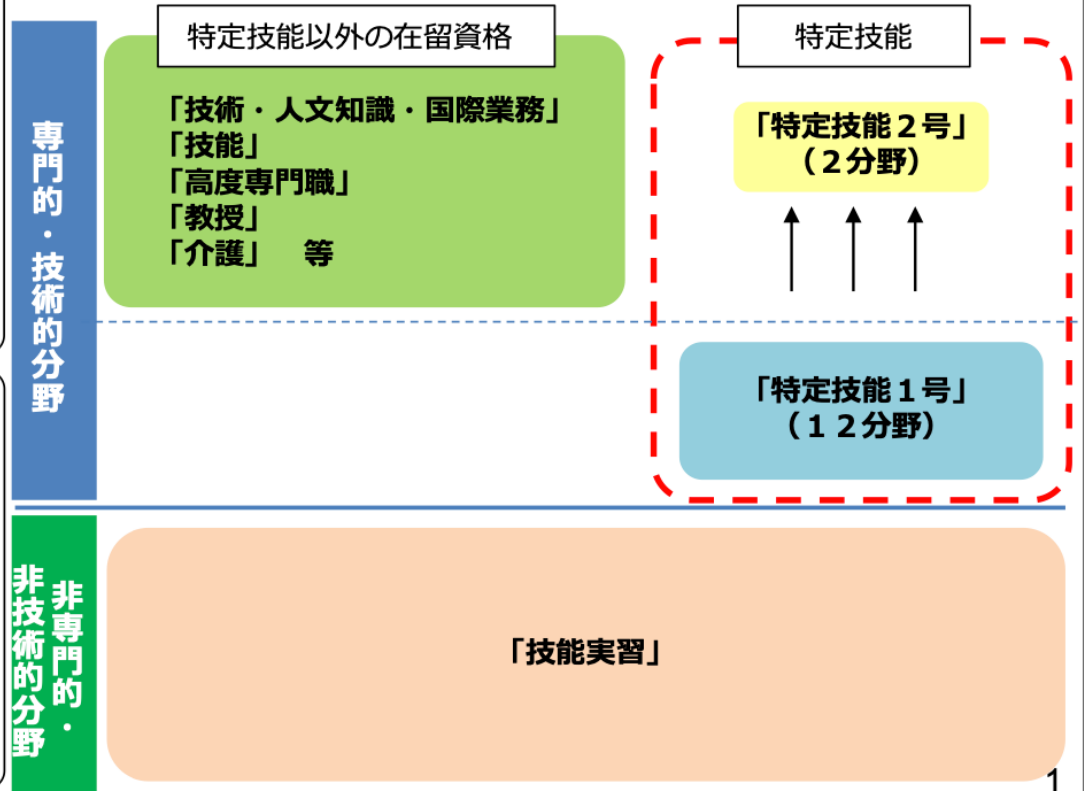 特定技能以外の在留資格
特定技能
専門的・技術的分野
「技術・人文知識・国際業務」
「技能」
「高度専門職」
「教授」
「介護」　等
「特定技能２号」
（２分野）
「特定技能１号」
（１２分野）
非専門的・
非技術的分野
「技能実習」
1